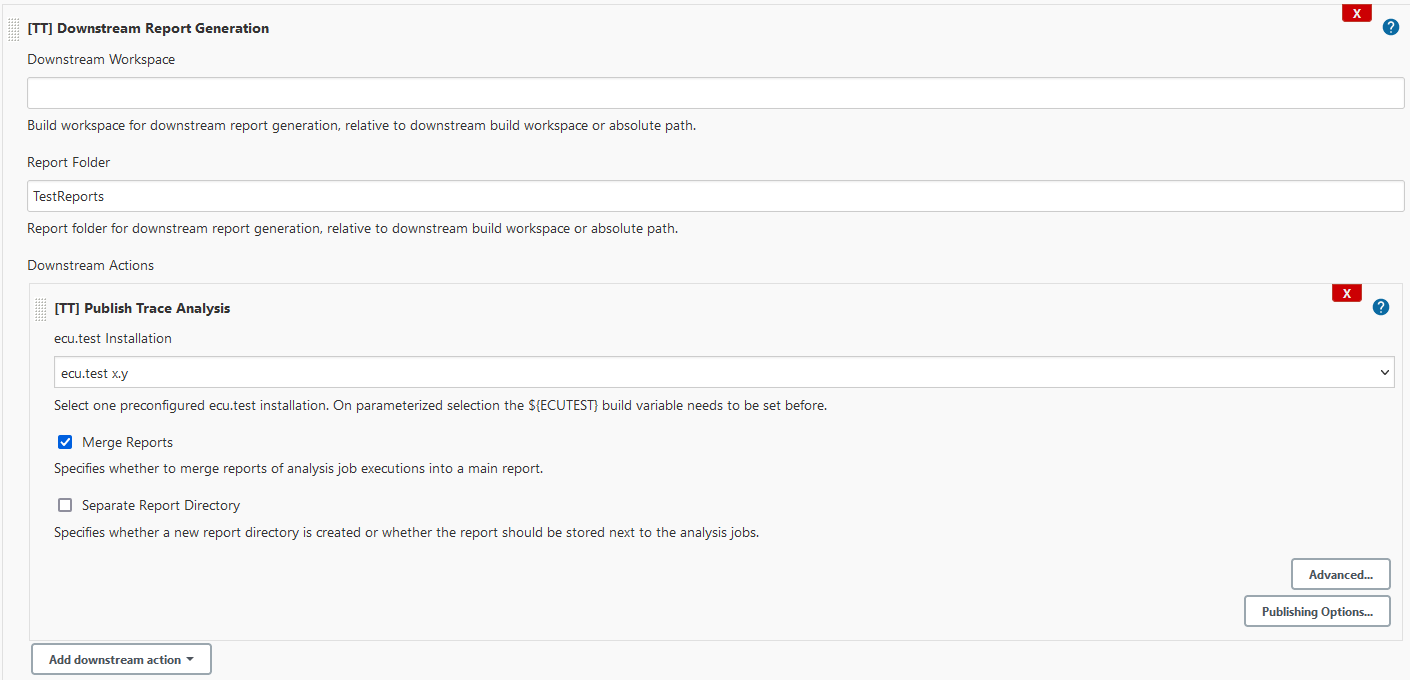 [TT] Downstream Report Generation
X
?
Downstream Workspace
Build workspace for downstream report generation, relative to downstream build workspace or absolute path.
Report Folder
TestReports
Report folder for downstream report generation, relative to downstream build workspace or absolute path.
Downstream Actions
[TT] Publish Trace Analysis
X
?
ecu.test Installation
ecu.test x.y
Select one preconfigured ecu.test installation. On parameterized selection the ${ECUTEST} build variable needs to be set before.
Merge Reports
Specifies whether to merge reports of analysis job executions into a main report.
Separate Report Directory
Specifies whether a new report directory is created or whether the report should be stored next to the analysis jobs.
Advanced...
Publishing Options...
Add downstream action